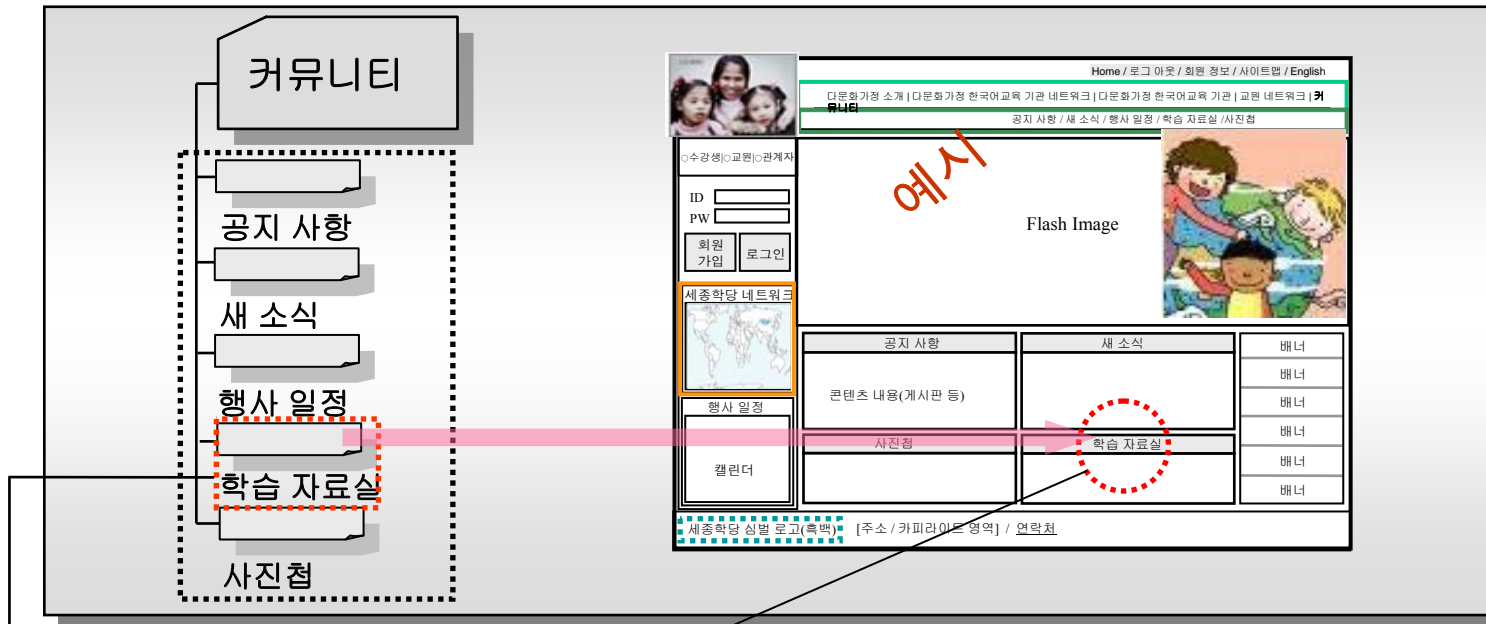 커뮤니티
공지 사항
새 소식
행사 일정
학습 자료실
사진첩
Home / 로그 아웃 / 회원 정보 / 사이트맵 / English
다문화가정 소개 | 다문화가정 한국어교육 기관 네트워크 | 다문화가정 한국어교육 기관 | 교원 네트워크 | 커
뮤니티
공지 사항 / 새 소식 / 행사 일정 / 학습 자료실 /사진첩
○수강생|○교원|○관계자
ID
PW
회원
가입
로그인
예시
Flash Image
세종학당 네트워크
공지 사항
새 소식
콘텐츠 내용(게시판 등)
행사 일정
캘린더
사진첩
학습 자료실
배너
배너
배너
배너
배너
배너
세종학당 심벌 로고(흑백)
[주소 / 카피라이트 영역] / 연락처